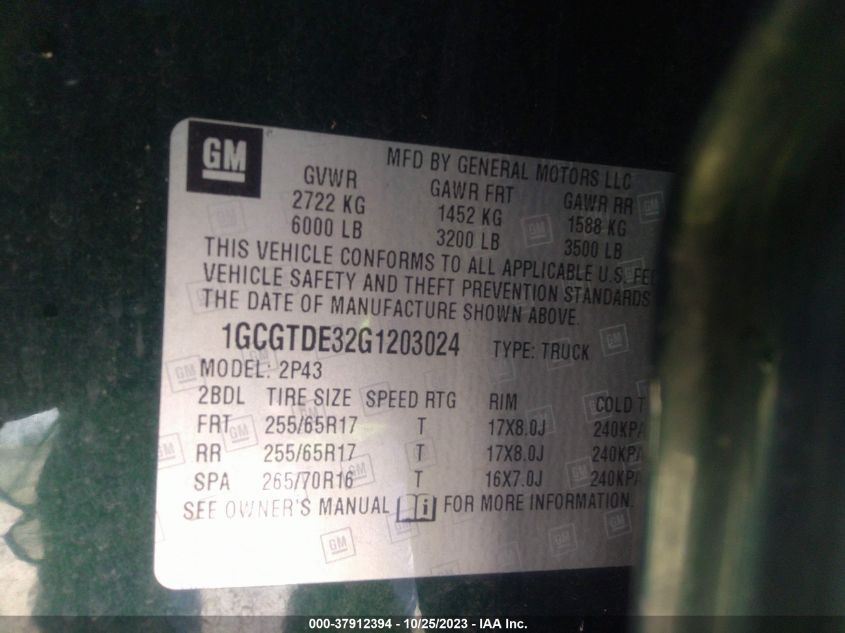 GM
MFD BY GENERAL MOTORS LLC
GVWR GAWR FRT GAWR RR
2722 KG 1452 KG 1588 KG
6000 LB 3200 LB 3500 LB
THIS VEHICLE CONFORMS TO ALL APPLICABLE U.S. FE
VEHICLE SAFETY AND THEFT PREVENTION STANDARDS
THE DATE OF MANUFACTURE SHOWN ABOVE.
1GCGTDE32G1203024 TYPE: TRUCK
MODEL: 2P43
2BDL TIRE SIZE SPEED RTG RIM COLD T
FRT 255/65R17 T 17X8.0J 240KPA
RR 255/65R17 T 17X8.0J 240KPA
SPA 265/70R16 T 16X7.0J 240KPA
SEE OWNER'S MANUAL i FOR MORE INFORMATION.
000-37912394 - 10/25/2023 - IAA Inc.